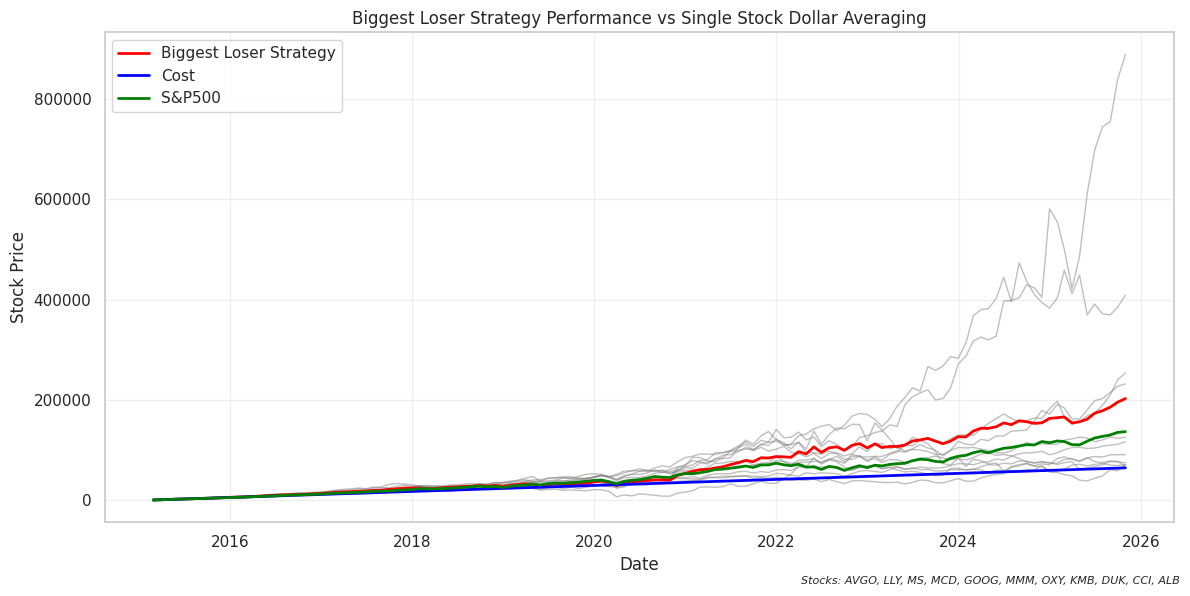 Biggest Loser Strategy Performance vs Single Stock Dollar Averaging
Biggest Loser Strategy
Cost
S&P500
Stock Price
800000
600000
400000
200000
0
2016
2018
2020
2022
2024
2026
Date
Stocks: AVGO, LLY, MS, MCD, GOOG, MMM, OXY, KMB, DUK, CCI, ALB